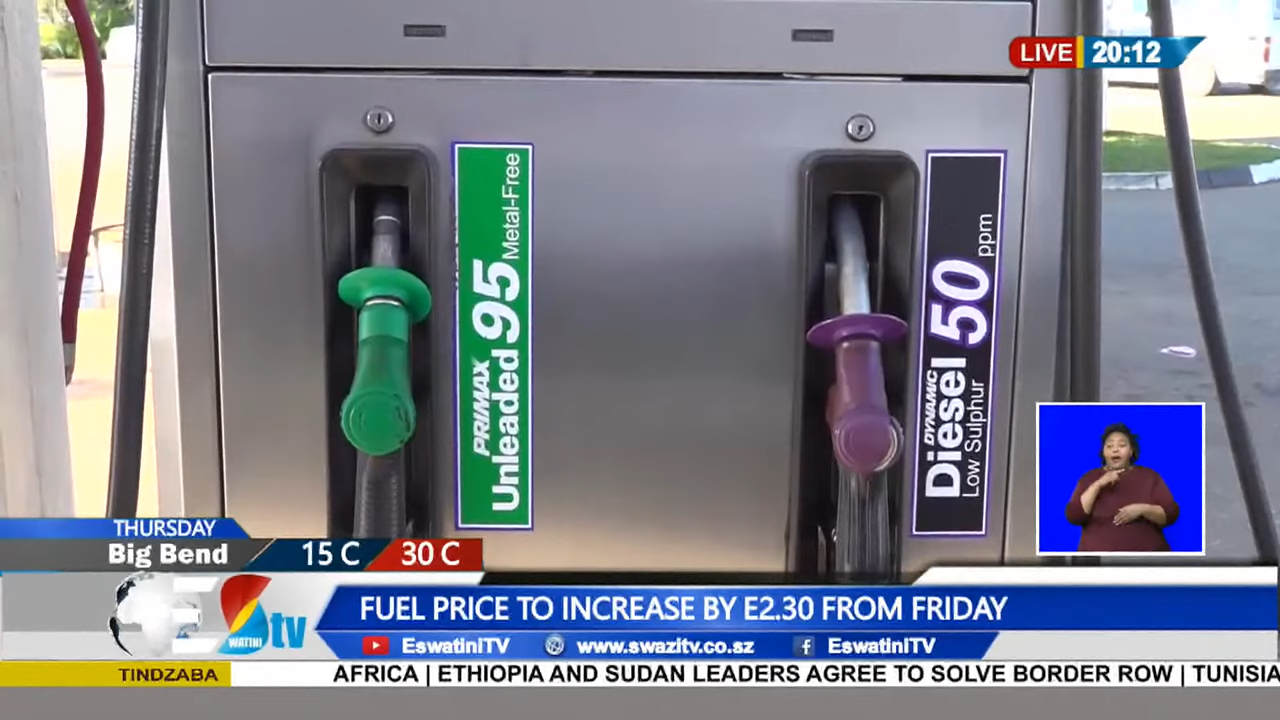 LIVE 20:12
PRIMAX
Unleaded 95 Metal-Free
DYNAMIC
Diesel 50 ppm
Low Sulphur
THURSDAY
Big Bend 15 C 30 C
E WATINI tv
FUEL PRICE TO INCREASE BY E2.30 FROM FRIDAY
EswatiniTV www.swazitv.co.sz EswatiniTV
TINDZABA AFRICA | ETHIOPIA AND SUDAN LEADERS AGREE TO SOLVE BORDER ROW | TUNISIA